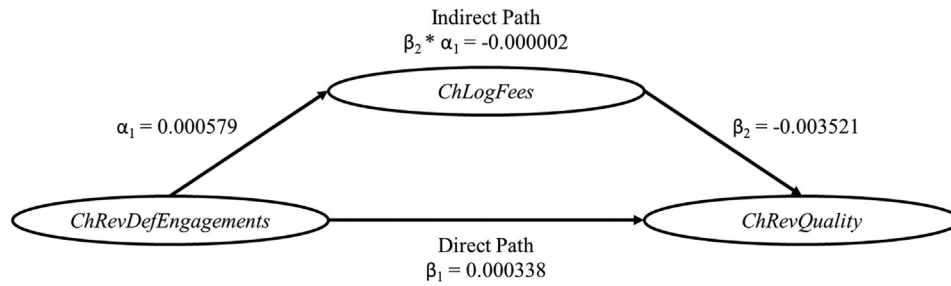 Indirect Path
β₂ * α₁ = -0.000002
ChLogFees
α₁ = 0.000579
β₂ = -0.003521
ChRevDefEngagements
ChRevQuality
Direct Path
β₁ = 0.000338